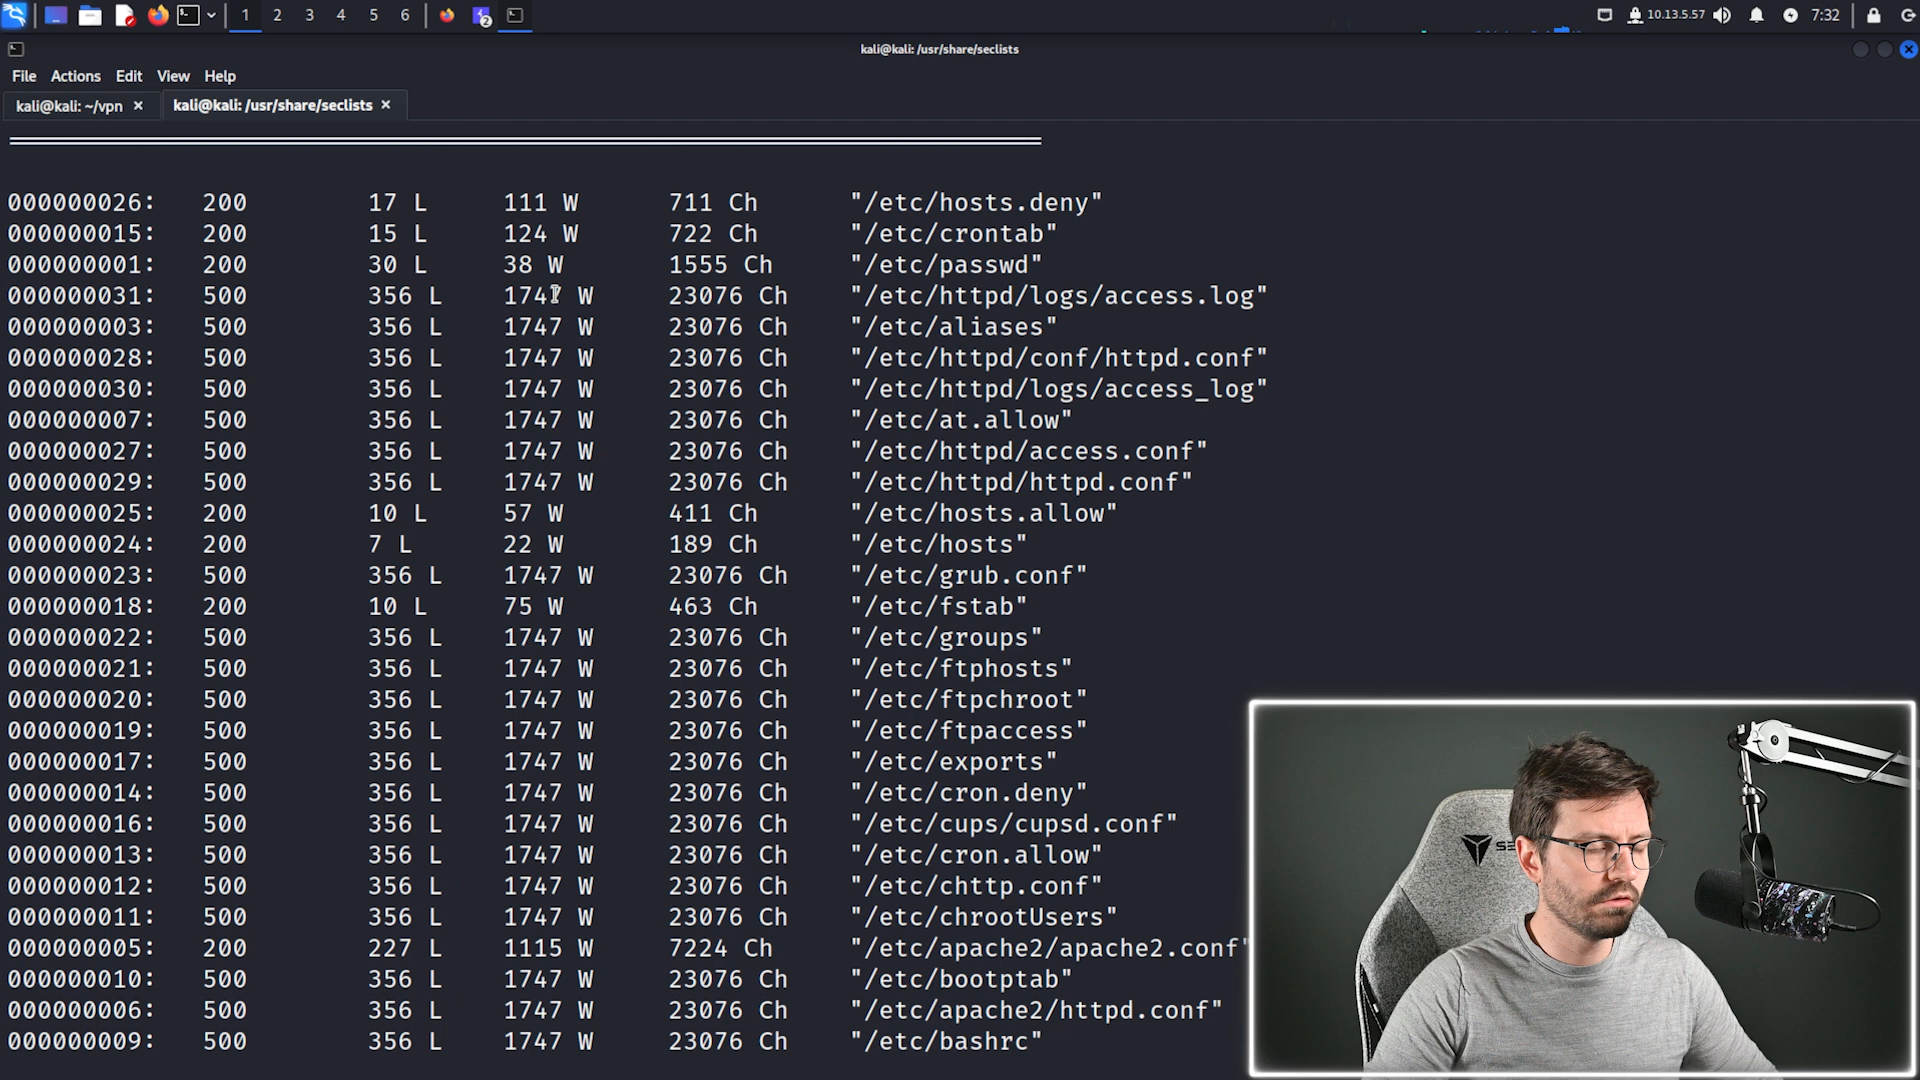 1 2 3 4 5 6 2 10.13.5.57 7:32
kali@kali: /usr/share/seclists
File Actions Edit View Help
kali@kali: ~/vpn × kali@kali: /usr/share/seclists ×
000000026: 200 17 L 111 W 711 Ch "/etc/hosts.deny"
000000015: 200 15 L 124 W 722 Ch "/etc/crontab"
000000001: 200 30 L 38 W 1555 Ch "/etc/passwd"
000000031: 500 356 L 1747 W 23076 Ch "/etc/httpd/logs/access.log"
000000003: 500 356 L 1747 W 23076 Ch "/etc/aliases"
000000028: 500 356 L 1747 W 23076 Ch "/etc/httpd/conf/httpd.conf"
000000030: 500 356 L 1747 W 23076 Ch "/etc/httpd/logs/access_log"
000000007: 500 356 L 1747 W 23076 Ch "/etc/at.allow"
000000027: 500 356 L 1747 W 23076 Ch "/etc/httpd/access.conf"
000000029: 500 356 L 1747 W 23076 Ch "/etc/httpd/httpd.conf"
000000025: 200 10 L 57 W 411 Ch "/etc/hosts.allow"
000000024: 200 7 L 22 W 189 Ch "/etc/hosts"
000000023: 500 356 L 1747 W 23076 Ch "/etc/grub.conf"
000000018: 200 10 L 75 W 463 Ch "/etc/fstab"
000000022: 500 356 L 1747 W 23076 Ch "/etc/groups"
000000021: 500 356 L 1747 W 23076 Ch "/etc/ftphosts"
000000020: 500 356 L 1747 W 23076 Ch "/etc/ftpchroot"
000000019: 500 356 L 1747 W 23076 Ch "/etc/ftpaccess"
000000017: 500 356 L 1747 W 23076 Ch "/etc/exports"
000000014: 500 356 L 1747 W 23076 Ch "/etc/cron.deny"
000000016: 500 356 L 1747 W 23076 Ch "/etc/cups/cupsd.conf"
000000013: 500 356 L 1747 W 23076 Ch "/etc/cron.allow"
000000012: 500 356 L 1747 W 23076 Ch "/etc/chttp.conf"
000000011: 500 356 L 1747 W 23076 Ch "/etc/chrootUsers"
000000005: 200 227 L 1115 W 7224 Ch "/etc/apache2/apache2.conf"
000000010: 500 356 L 1747 W 23076 Ch "/etc/bootptab"
000000006: 500 356 L 1747 W 23076 Ch "/etc/apache2/httpd.conf"
000000009: 500 356 L 1747 W 23076 Ch "/etc/bashrc"